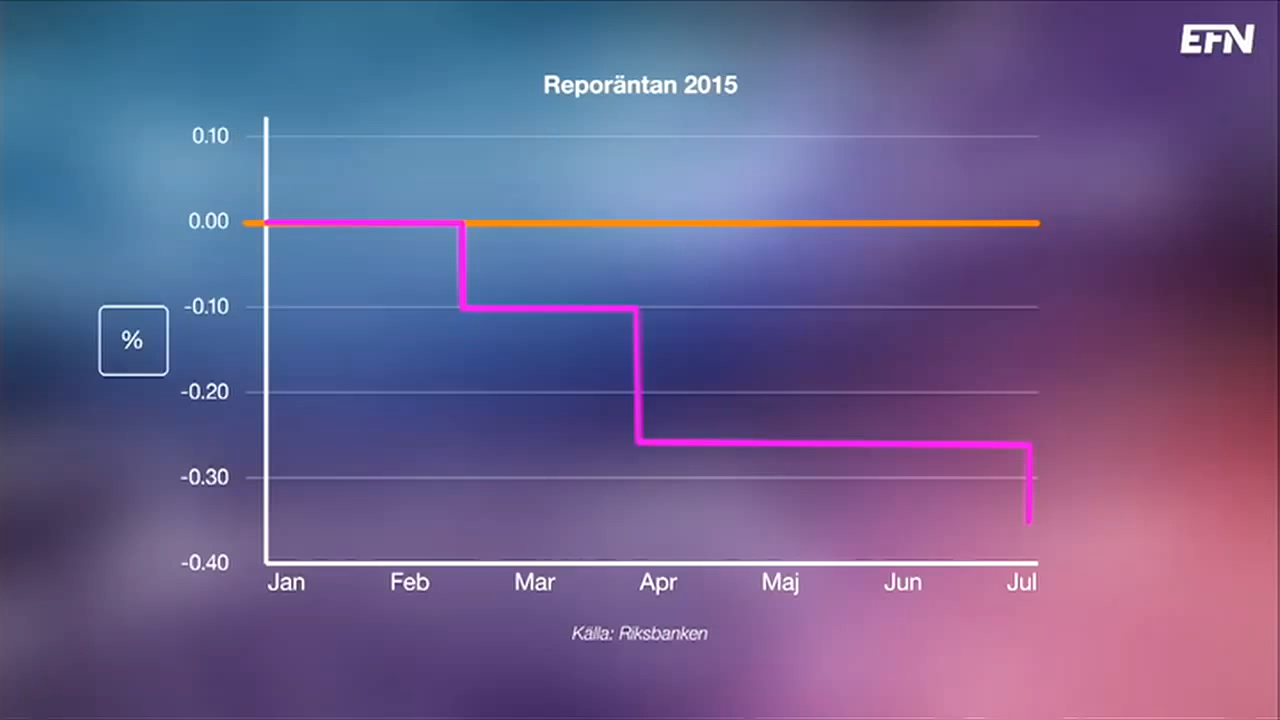 EFN
Reporäntan 2015
0.10
0.00
-0.10
%
-0.20
-0.30
-0.40
Jan Feb Mar Apr Maj Jun Jul
Källa: Riksbanken